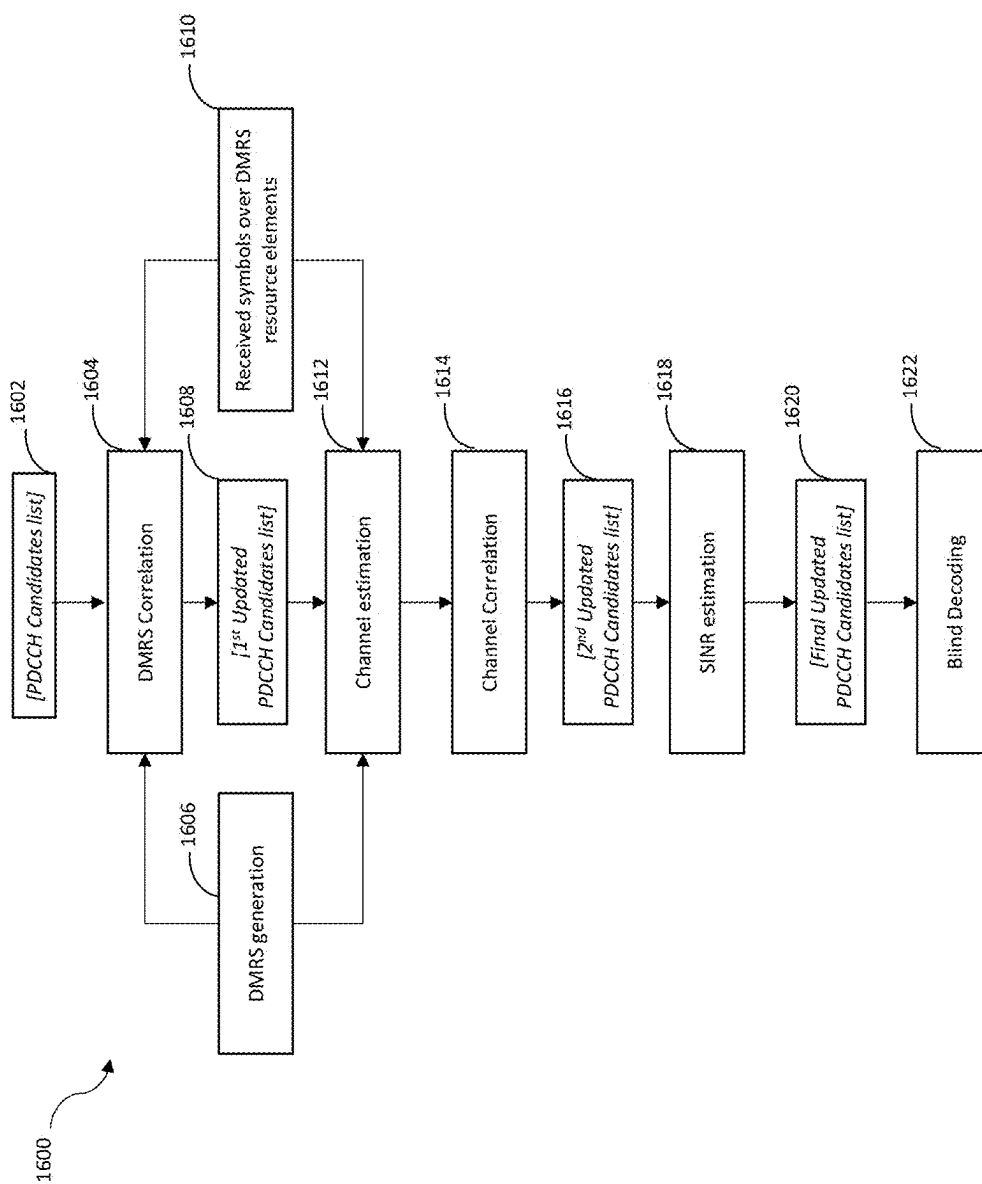 1600
1602
[PDCCH Candidates list]
1604
DMRS Correlation
1606
DMRS generation
1608
[1st Updated
PDCCH Candidates list]
1610
Received symbols over DMRS
resource elements
1612
Channel estimation
1614
Channel Correlation
1616
[2nd Updated
PDCCH Candidates list]
1618
SINR estimation
1620
[Final Updated
PDCCH Candidates list]
1622
Blind Decoding